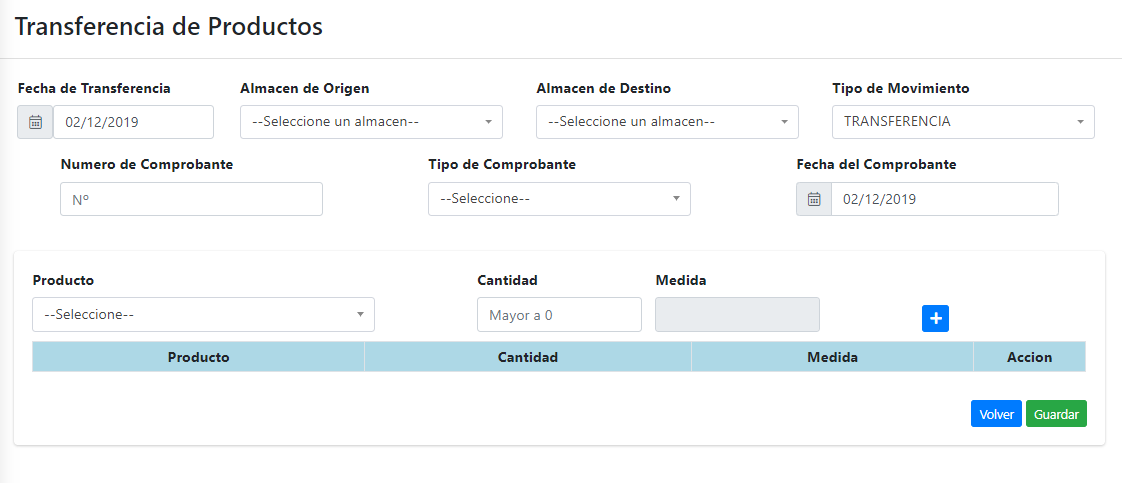 Transferencia de Productos
Fecha de Transferencia Almacen de Origen Almacen de Destino Tipo de Movimiento
02/12/2019 --Seleccione un almacen-- --Seleccione un almacen-- TRANSFERENCIA
Numero de Comprobante Tipo de Comprobante Fecha del Comprobante
Nº --Seleccione-- 02/12/2019
Producto Cantidad Medida
--Seleccione-- Mayor a 0 +
Producto Cantidad Medida Accion
Volver Guardar